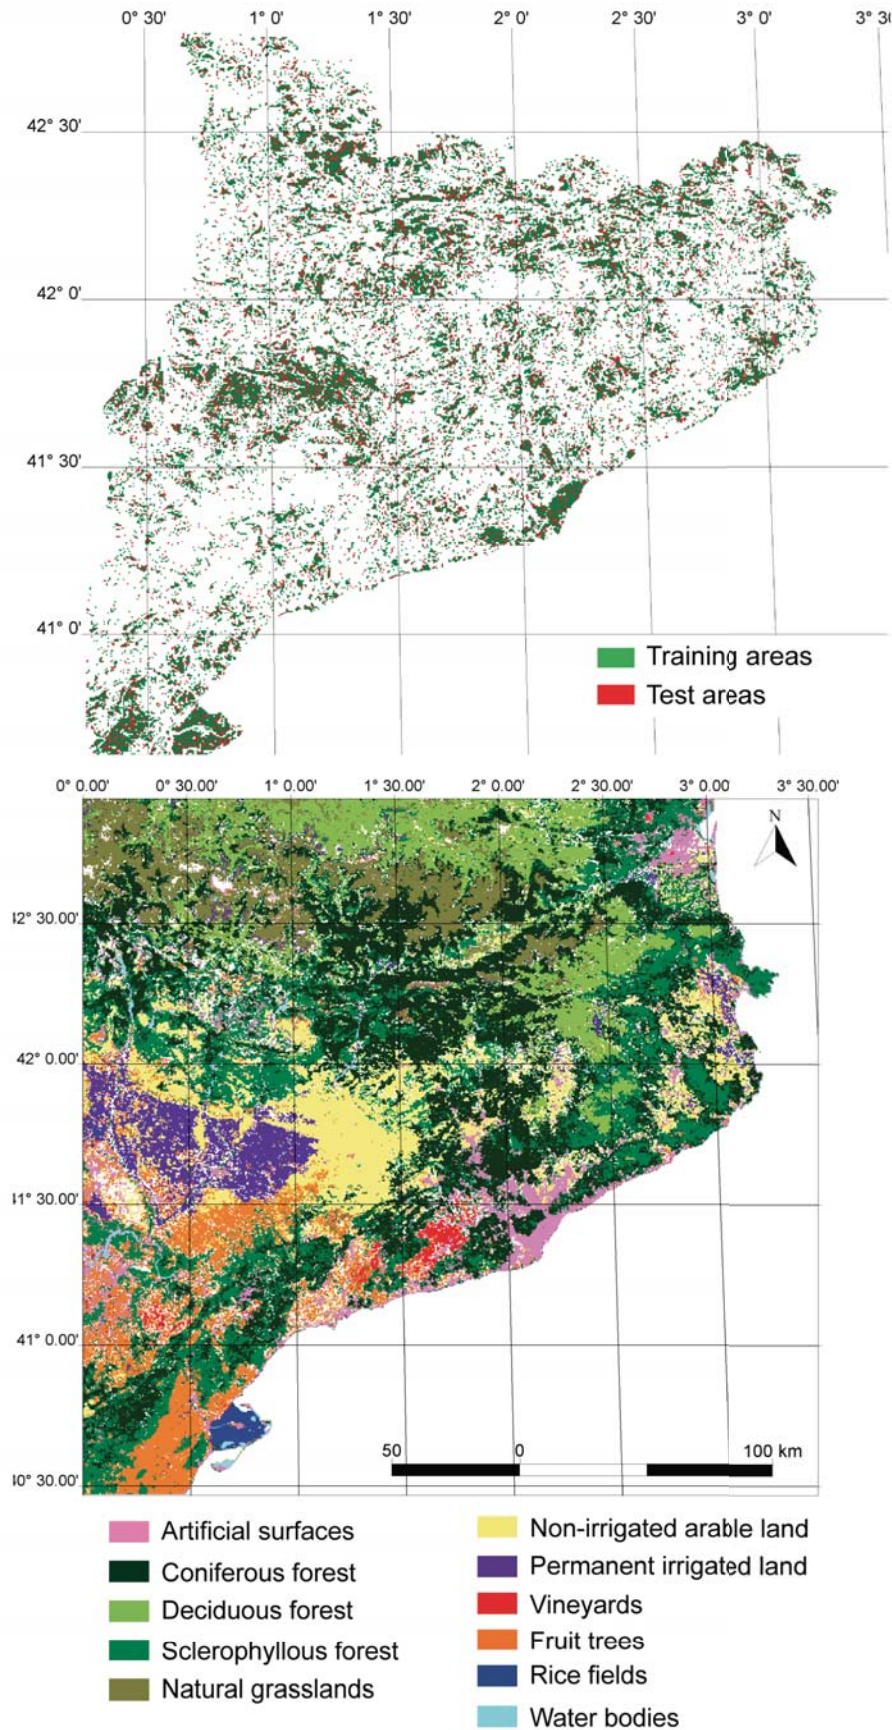 0° 30' 1° 0' 1° 30' 2° 0' 2° 30' 3° 0' 3° 3
42° 30'
42° 0'
41° 30'
41° 0'
Training areas
Test areas
0° 0.00' 0° 30.00' 1° 0.00' 1° 30.00' 2° 0.00' 2° 30.00' 3° 0.00' 3° 30.00'
N
12° 30.00'
42° 0.00'
11° 30.00'
41° 0.00'
50 0 100 km
10° 30.00'
Artificial surfaces
Coniferous forest
Deciduous forest
Sclerophyllous forest
Natural grasslands
Non-irrigated arable land
Permanent irrigated land
Vineyards
Fruit trees
Rice fields
Water bodies